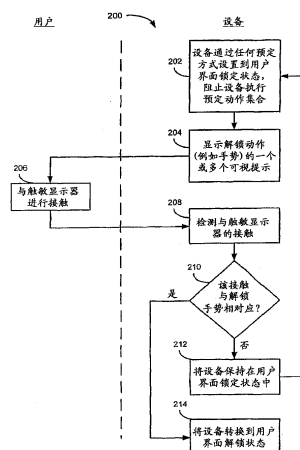 用户
200
设备
202
设备通过任何预定
方式设置到用户
界面锁定状态,
阻止设备执行
预定动作集合
204
显示解锁动作
(例如手势)的一个
或多个可视提示
206
与触敏显示器
进行接触
208
检测与触敏显示
器的接触
210
该接触
与解锁
手势相对应?
是
否
212
将设备保持在用户
界面锁定状态中
214
将设备转换到用户
界面解锁状态